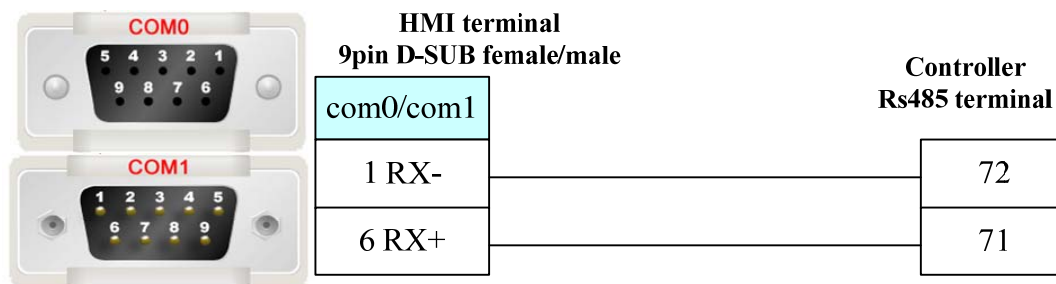 COM0
5 4 3 2 1
9 8 7 6
COM1
1 2 3 4 5
6 7 8 9
HMI terminal
9pin D-SUB female/male
com0/com1
1 RX-
6 RX+
Controller
Rs485 terminal
72
71